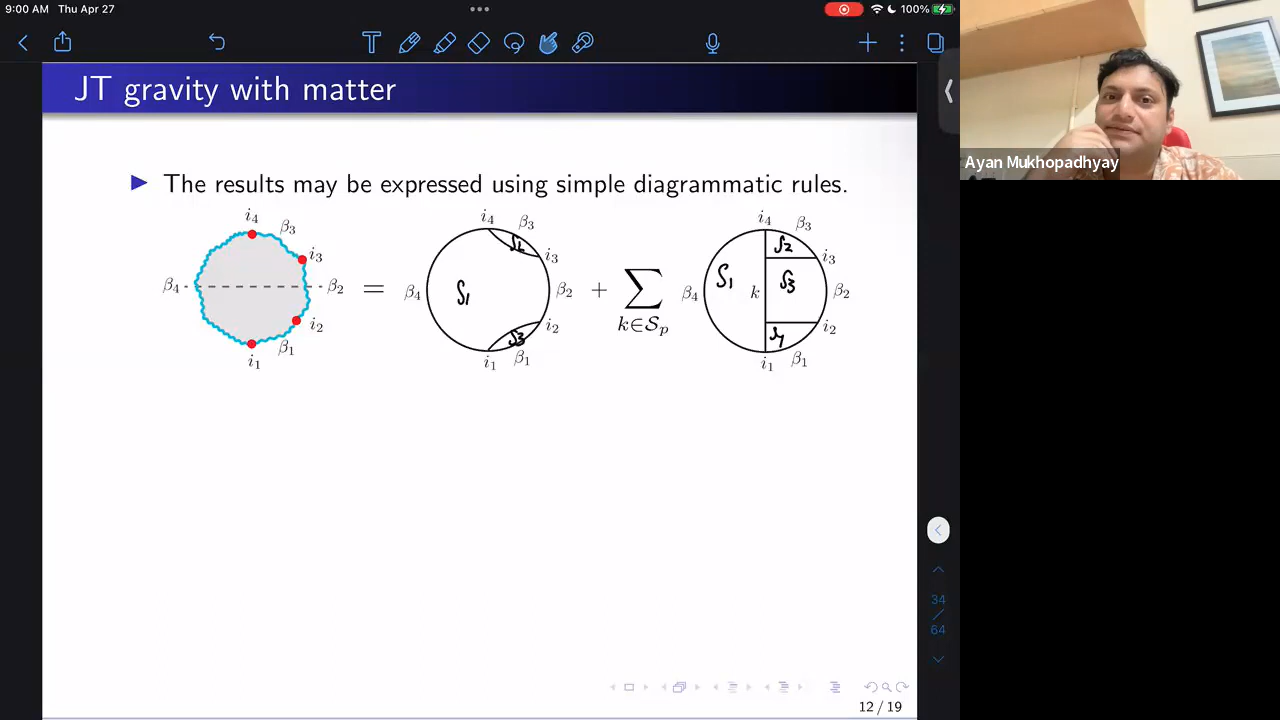 9:00 AM Thu Apr 27
100%
JT gravity with matter
Ayan Mukhopadhyay
▶ The results may be expressed using simple diagrammatic rules.
i4 β3 i3 β4 β2 i2 β1 i1
=
i4 β3 i3 β4 β2 i2 β1 i1
S1 S2 S3
+ ∑ k∈𝒮p
i4 β3 i3 β4 k β2 i2 β1 i1
S1 S2 S3 S4
34
/
64
12 / 19